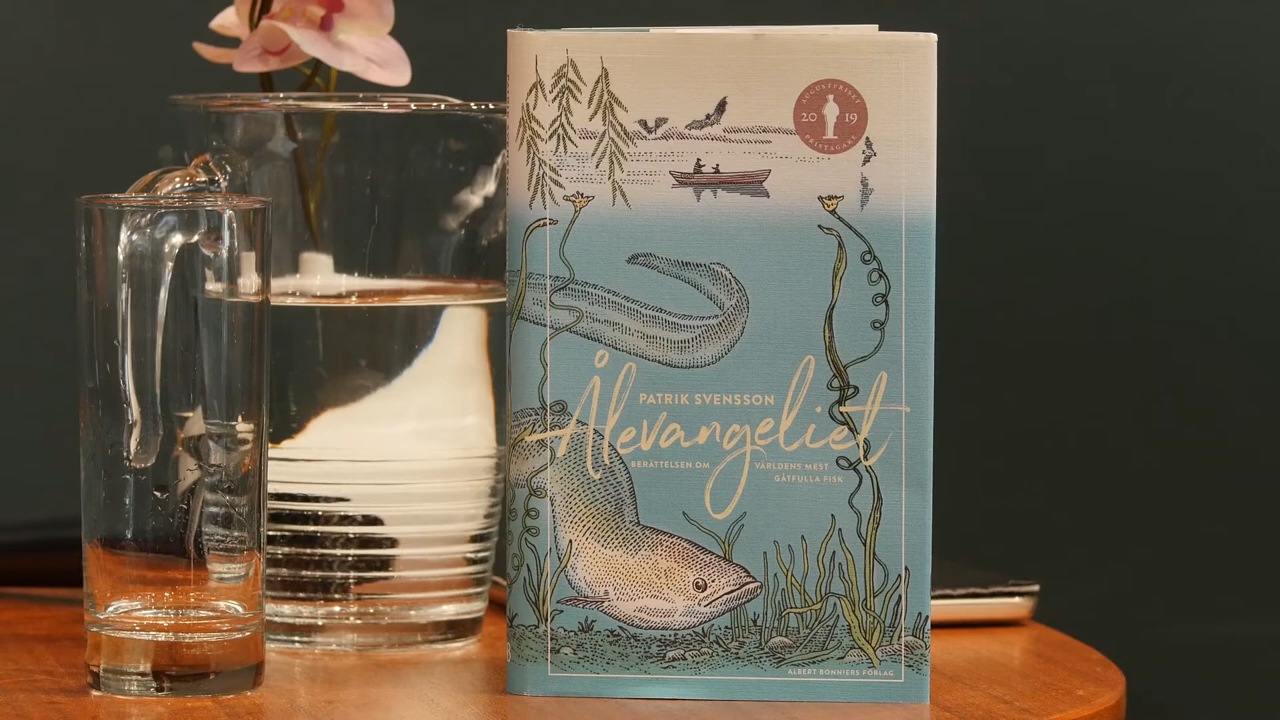 AUGUSTPRISET
20 19
PRISTAGARE
PATRIK SVENSSON
Ålevangeliet
BERÄTTELSEN OM VÄRLDENS MEST
GÅTFULLA FISK
ALBERT BONNIERS FÖRLAG